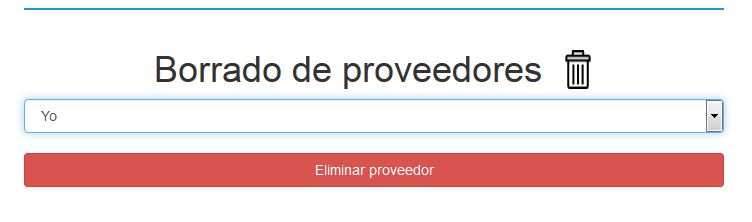 Borrado de proveedores
Yo
Eliminar proveedor